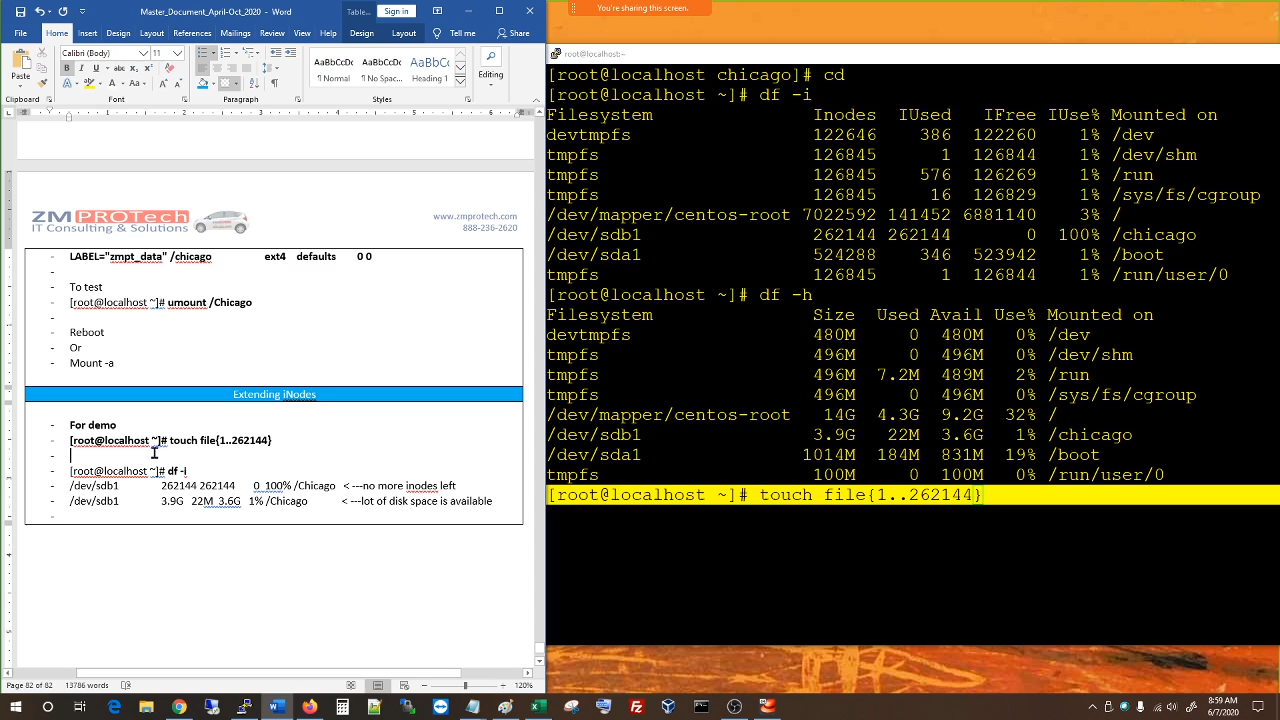 Master_Document_April-Oct_2020 - Word
Table...
Sign in
File
Home
Insert
Design
Layout
References
Mailings
Review
View
Help
Design
Layout
Tell me
Share
Paste
Calibri (Body)
11
AaBbCcDc
AaBbCcDc
AaBbC
¶ Normal
¶ No Spac...
Heading 1
Editing
Clipboard
Font
Paragraph
Styles
ZMPROTech
IT Consulting & Solutions
www.zmprotech.com
888-236-2620
- LABEL="zmpt_data" /chicago ext4 defaults 0 0
-
- To test
- [root@localhost ~]# umount /Chicago
-
- Reboot
- Or
- Mount -a
Extending iNodes
- For demo
- [root@localhost ~]# touch file{1..262144}
-
- [root@localhost ~]# df -i
- /dev/sdb1 262144 262144 0 100% /Chicago < ---no more inodes left
- /dev/sdb1 3.9G 22M 3.6G 1% /Chicago < ---lot of disk space is available
-
Page 82 of 82 13786 words
120%
You're sharing this screen.
root@localhost:~
[root@localhost chicago]# cd
[root@localhost ~]# df -i
Filesystem Inodes IUsed IFree IUse% Mounted on
devtmpfs 122646 386 122260 1% /dev
tmpfs 126845 1 126844 1% /dev/shm
tmpfs 126845 576 126269 1% /run
tmpfs 126845 16 126829 1% /sys/fs/cgroup
/dev/mapper/centos-root 7022592 141452 6881140 3% /
/dev/sdb1 262144 262144 0 100% /chicago
/dev/sda1 524288 346 523942 1% /boot
tmpfs 126845 1 126844 1% /run/user/0
[root@localhost ~]# df -h
Filesystem Size Used Avail Use% Mounted on
devtmpfs 480M 0 480M 0% /dev
tmpfs 496M 0 496M 0% /dev/shm
tmpfs 496M 7.2M 489M 2% /run
tmpfs 496M 0 496M 0% /sys/fs/cgroup
/dev/mapper/centos-root 14G 4.3G 9.2G 32% /
/dev/sdb1 3.9G 22M 3.6G 1% /chicago
/dev/sda1 1014M 184M 831M 19% /boot
tmpfs 100M 0 100M 0% /run/user/0
[root@localhost ~]# touch file{1..262144}
8:59 AM
6/7/2020